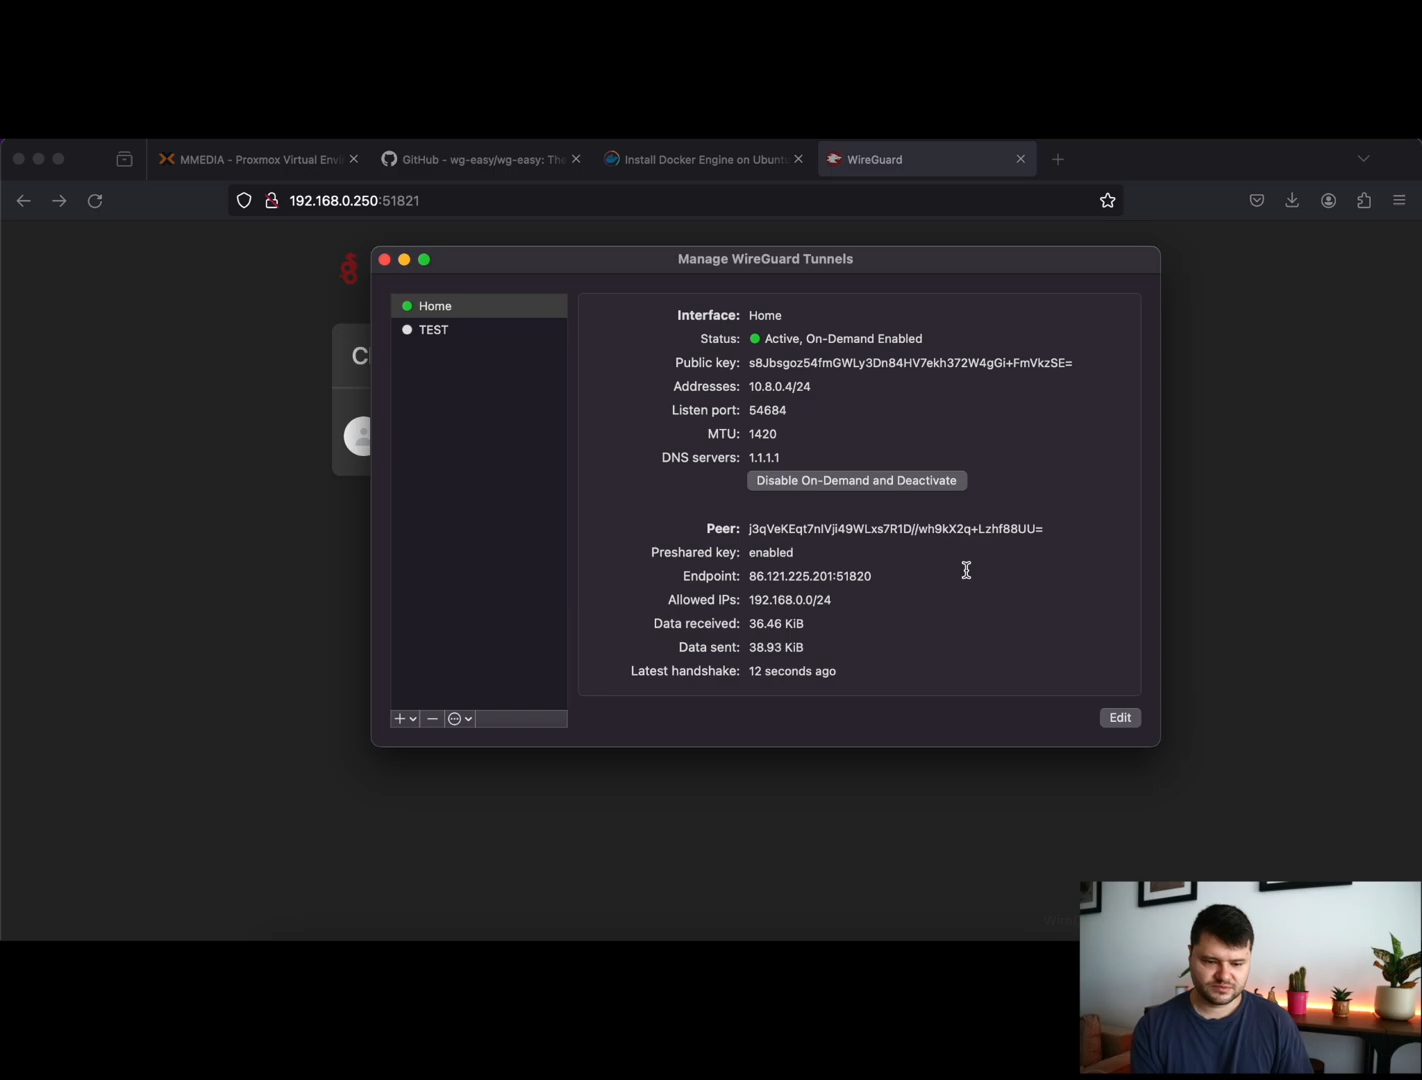 MMEDIA - Proxmox Virtual Envi
GitHub - wg-easy/wg-easy: The
Install Docker Engine on Ubuntu
WireGuard
192.168.0.250:51821
Manage WireGuard Tunnels
Home
TEST
C
Interface: Home
Status: Active, On-Demand Enabled
Public key: s8Jbsgoz54fmGWLy3Dn84HV7ekh372W4gGi+FmVkzSE=
Addresses: 10.8.0.4/24
Listen port: 54684
MTU: 1420
DNS servers: 1.1.1.1
Disable On-Demand and Deactivate
Peer: j3qVeKEqt7nIVji49WLxs7R1D//wh9kX2q+Lzhf88UU=
Preshared key: enabled
Endpoint: 86.121.225.201:51820
Allowed IPs: 192.168.0.0/24
Data received: 36.46 KiB
Data sent: 38.93 KiB
Latest handshake: 12 seconds ago
Edit